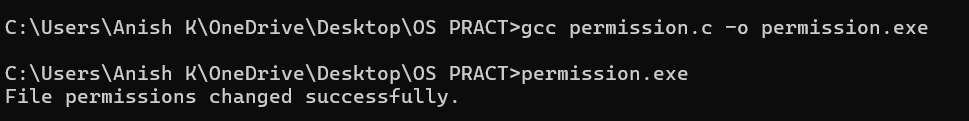 C:\Users\Anish K\OneDrive\Desktop\OS PRACT>gcc permission.c -o permission.exe
C:\Users\Anish K\OneDrive\Desktop\OS PRACT>permission.exe
File permissions changed successfully.